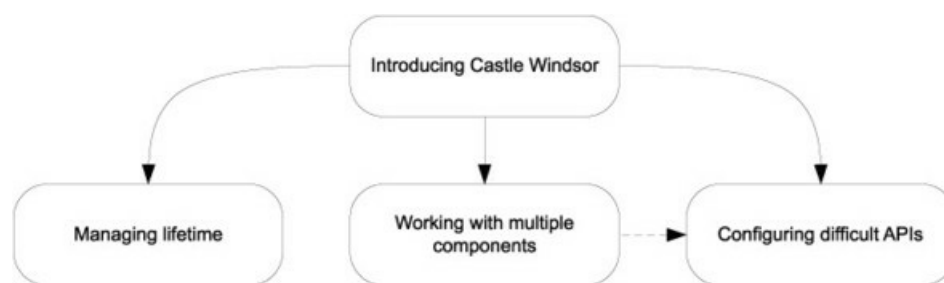 Introducing Castle Windsor
Managing lifetime
Working with multiple
components
Configuring difficult APIs